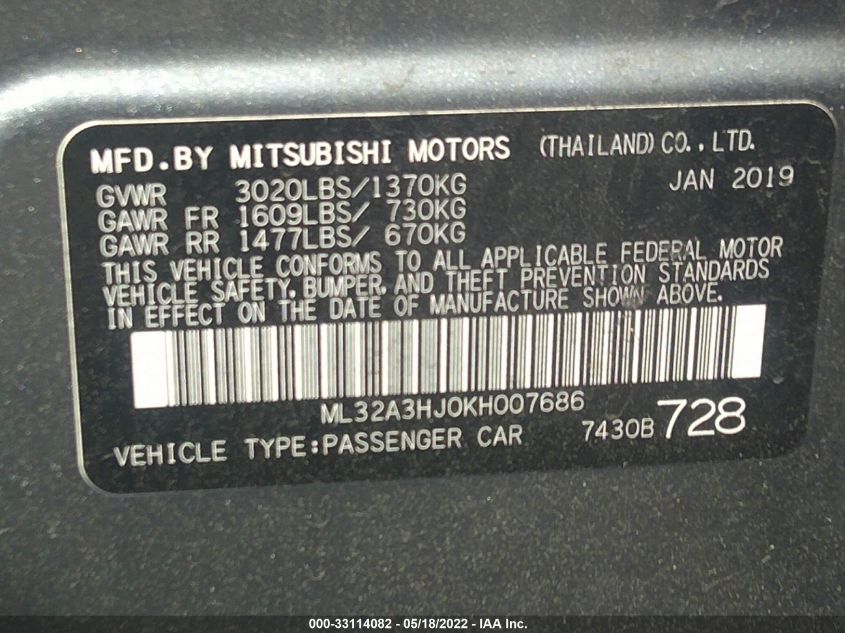 MFD.BY MITSUBISHI MOTORS (THAILAND) CO., LTD.
GVWR 3020LBS/1370KG JAN 2019
GAWR FR 1609LBS/ 730KG
GAWR RR 1477LBS/ 670KG
THIS VEHICLE CONFORMS TO ALL APPLICABLE FEDERAL MOTOR
VEHICLE SAFETY, BUMPER, AND THEFT PREVENTION STANDARDS
IN EFFECT ON THE DATE OF MANUFACTURE SHOWN ABOVE.
ML32A3HJ0KH007686
VEHICLE TYPE:PASSENGER CAR 7430B 728
000-33114082 - 05/18/2022 - IAA Inc.